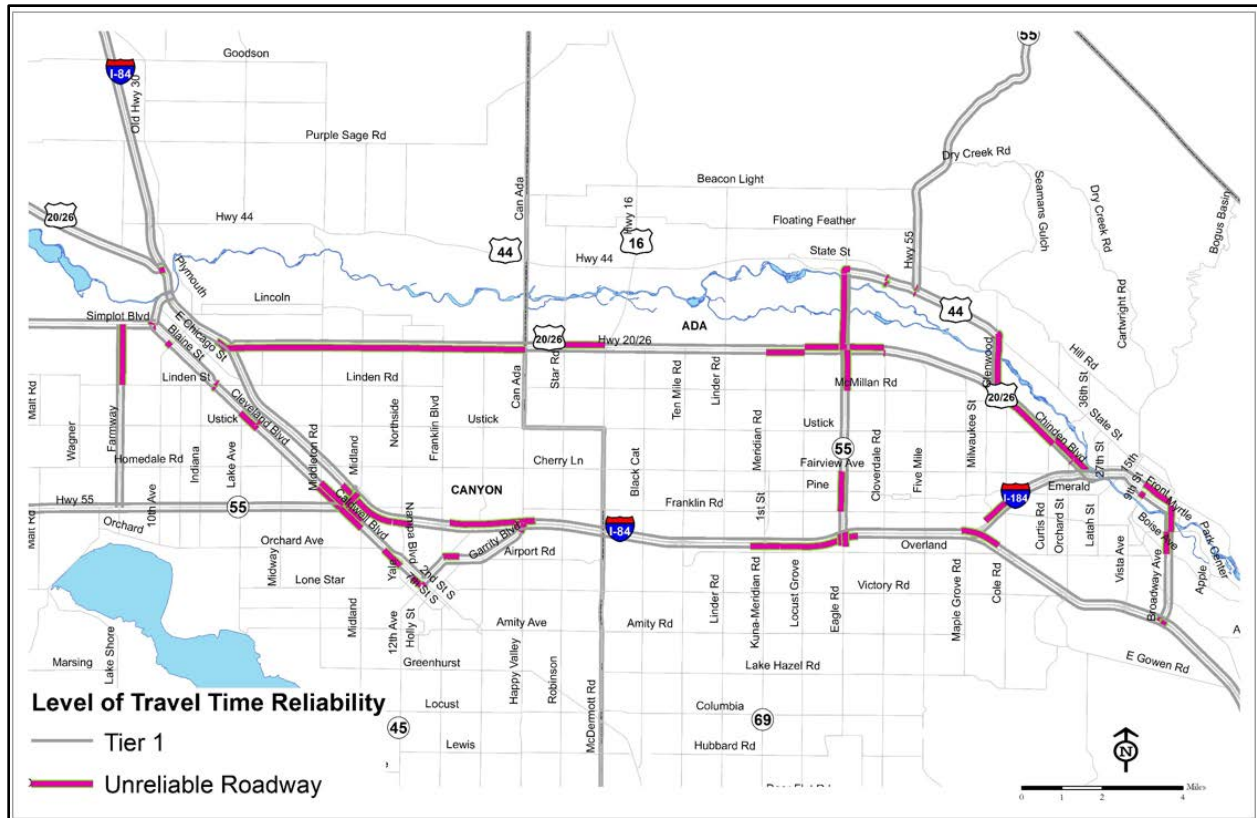 Goodson
55
I-84
Old Hwy 30
Purple Sage Rd
Dry Creek Rd
Beacon Light
Can Ada
Hwy 16
Seamans Gulch
Dry Creek Rd
Bogus Basin
20/26
Hwy 44
Floating Feather
44
16
Hwy 44
State St
Hwy 55
Plymouth
Lincoln
Cartwright Rd
Simplot Blvd
E Chicago St
ADA
44
20/26
Hwy 20/26
Blaine St
Hill Rd
Glenwood
Star Rd
Linden St
Linden Rd
Can Ada
Ten Mile Rd
Linder Rd
McMillan Rd
20/26
36th St
Malt Rd
Wagner
Farmway
Ustick
Cleveland Blvd
Northside
Franklin Blvd
Ustick
Ustick
State St
Chinden Blvd
Indiana
Lake Ave
Middleton Rd
Midland
Meridian Rd
55
Cloverdale Rd
Five Mile
Milwaukee St
27th St
15th
Homedale Rd
Cherry Ln
Black Cat
Fairview Ave
Hwy 55
CANYON
Pine
Emerald
9th St
Front
Myrtle
10th Ave
55
Caldwell Blvd
Franklin Rd
1st St
I-184
Malt Rd
Orchard
Nampa Blvd
I-84
Curtis Rd
Orchard St
Latah St
Boise Ave
Park Center
Orchard Ave
Garrity Blvd
Airport Rd
Overland
Vista Ave
Midway
Yale
Lone Star
2nd St S
7th St S
Linder Rd
Kuna-Meridian Rd
Locust Grove
Eagle Rd
Victory Rd
Maple Grove Rd
Cole Rd
Broadway Ave
Apple
Midland
12th Ave
Holly St
Amity Ave
Amity Rd
A
Lake Shore
Marsing
Greenhurst
Happy Valley
Robinson
Lake Hazel Rd
E Gowen Rd
Level of Travel Time Reliability
Locust
McDermott Rd
Columbia
45
69
Tier 1
Lewis
Hubbard Rd
N
Unreliable Roadway
Miles
0 1 2 4